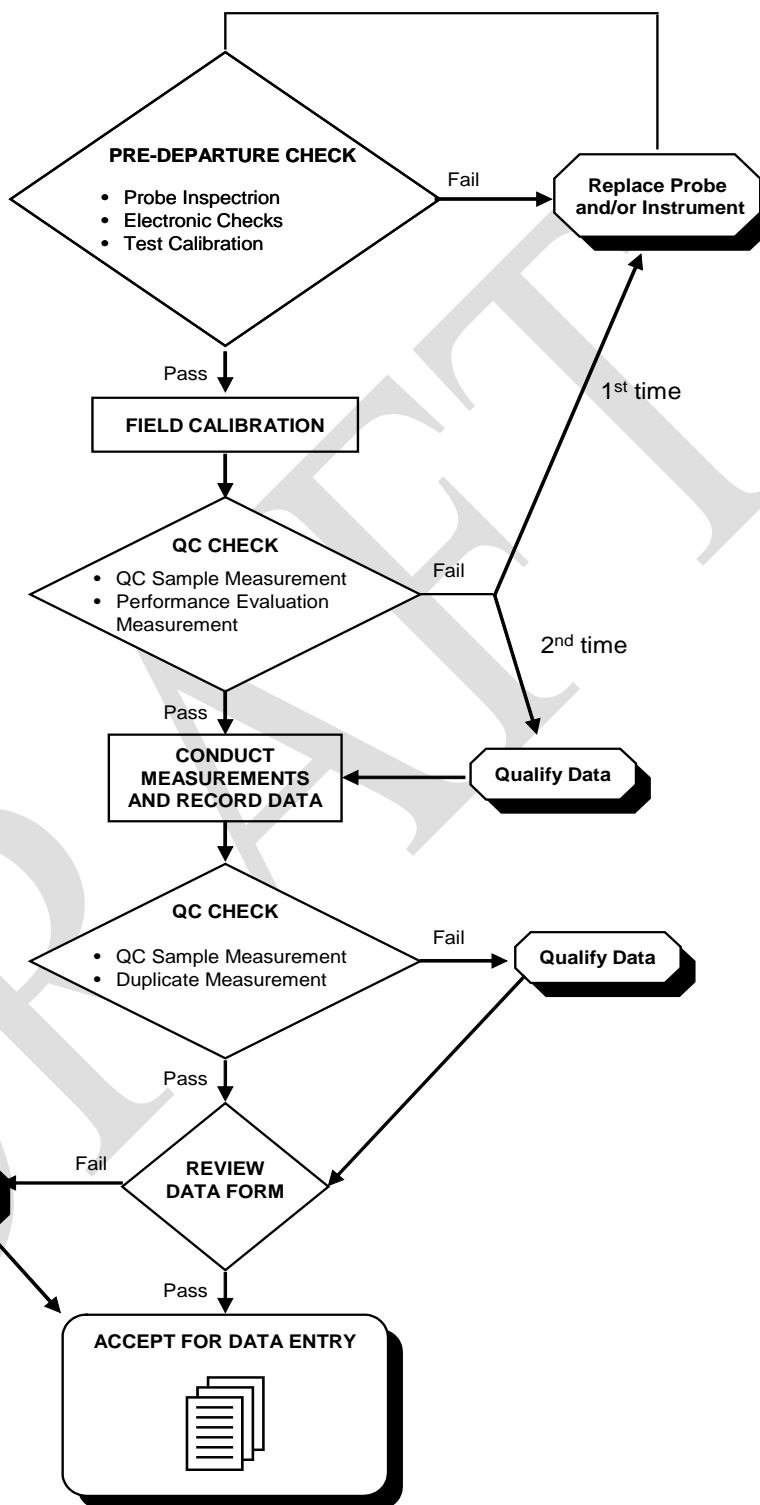 PRE-DEPARTURE CHECK
• Probe Inspectrion
• Electronic Checks
• Test Calibration
Fail
Replace Probe
and/or Instrument
Pass
1st time
FIELD CALIBRATION
QC CHECK
• QC Sample Measurement
• Performance Evaluation
Measurement
Fail
2nd time
Pass
CONDUCT
MEASUREMENTS
AND RECORD DATA
Qualify Data
QC CHECK
• QC Sample Measurement
• Duplicate Measurement
Fail
Qualify Data
Pass
Fail
REVIEW
DATA FORM
Pass
ACCEPT FOR DATA ENTRY
DRAFT